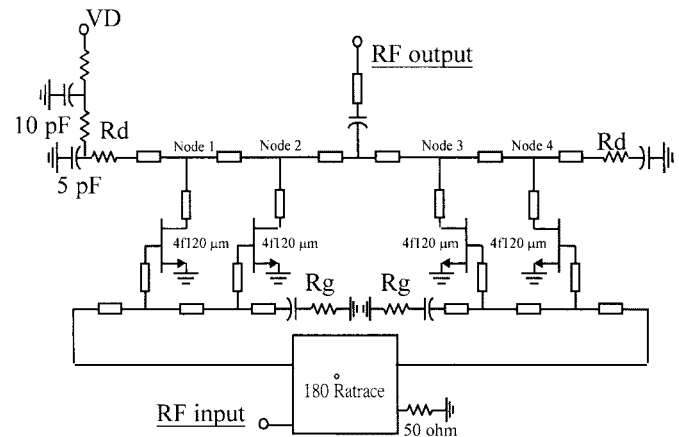 VD
RF output
10 pF
Rd
Node 1
Node 2
Node 3
Node 4
Rd
5 pF
4f120 μm
4f120 μm
4f120 μm
4f120 μm
Rg
Rg
180 Ratrace
RF input
50 ohm